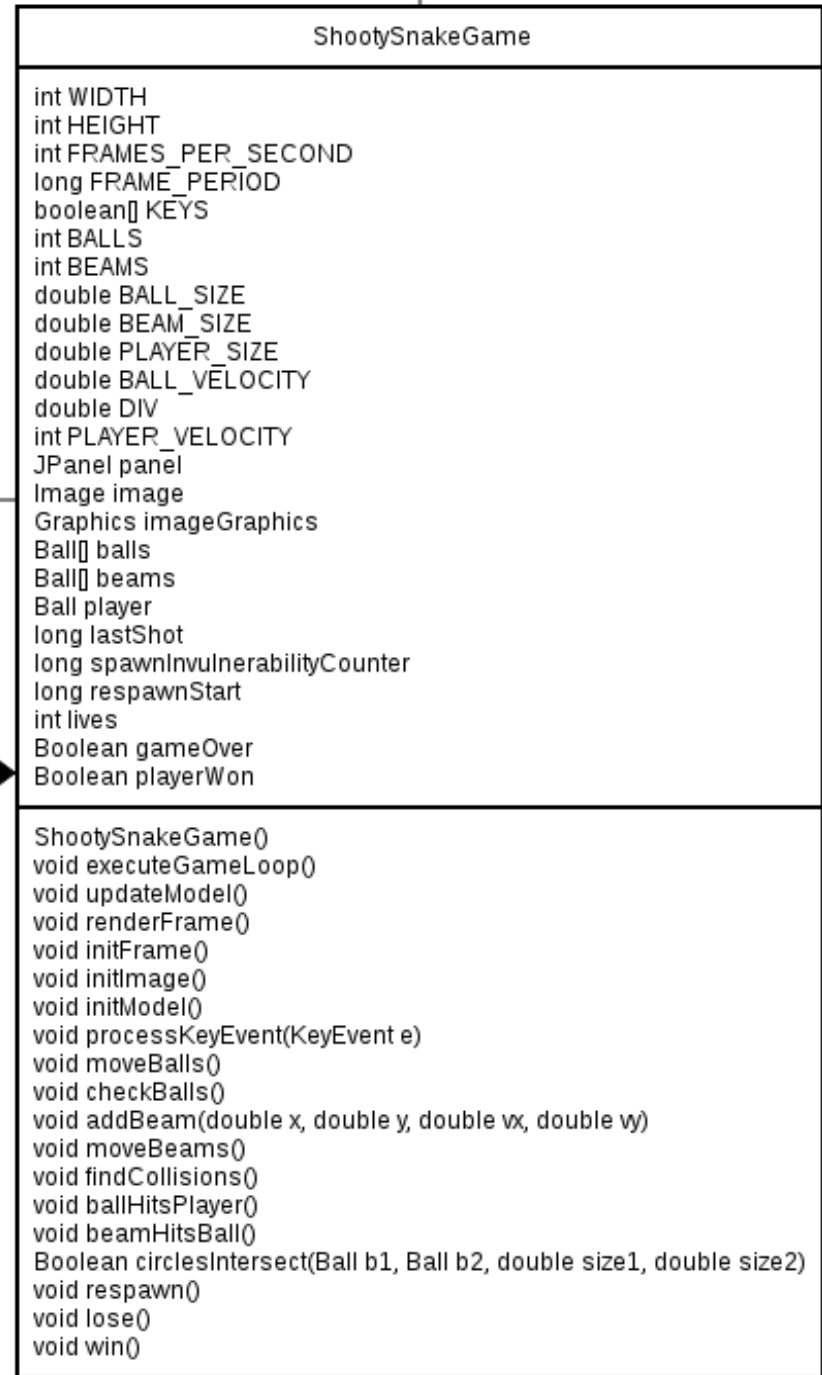 ShootySnakeGame
int WIDTH
int HEIGHT
int FRAMES_PER_SECOND
long FRAME_PERIOD
boolean[] KEYS
int BALLS
int BEAMS
double BALL_SIZE
double BEAM_SIZE
double PLAYER_SIZE
double BALL_VELOCITY
double DIV
int PLAYER_VELOCITY
JPanel panel
Image image
Graphics imageGraphics
Ball[] balls
Ball[] beams
Ball player
long lastShot
long spawnInvulnerabilityCounter
long respawnStart
int lives
Boolean gameOver
Boolean playerWon
ShootySnakeGame()
void executeGameLoop()
void updateModel()
void renderFrame()
void initFrame()
void initImage()
void initModel()
void processKeyEvent(KeyEvent e)
void moveBalls()
void checkBalls()
void addBeam(double x, double y, double vx, double vy)
void moveBeams()
void findCollisions()
void ballHitsPlayer()
void beamHitsBall()
Boolean circlesIntersect(Ball b1, Ball b2, double size1, double size2)
void respawn()
void lose()
void win()